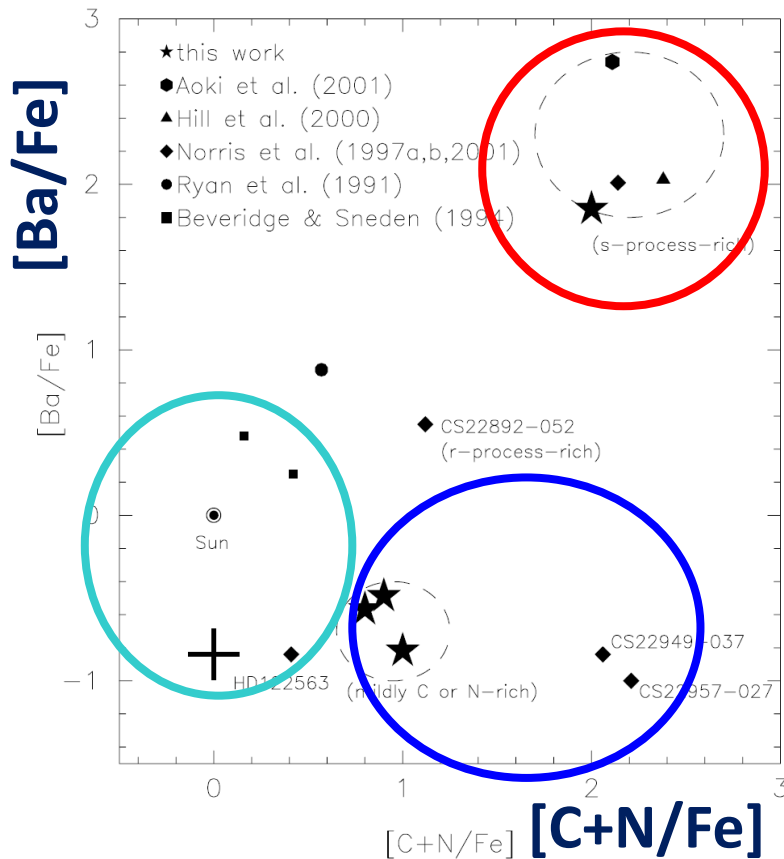 3
this work
Aoki et al. (2001)
Hill et al. (2000)
Norris et al. (1997a,b,2001)
Ryan et al. (1991)
Beveridge & Sneden (1994)
[Ba/Fe]
2
(s-process-rich)
1
[Ba/Fe]
CS22892-052
(r-process-rich)
0
Sun
CS22949-037
-1
HD122563
(mildly C or N-rich)
CS22957-027
0
1
2
3
[C+N/Fe]
[C+N/Fe]